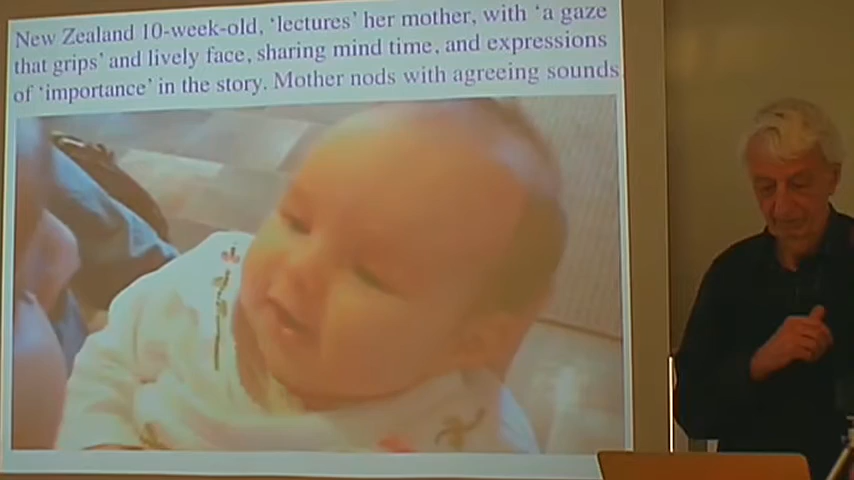 New Zealand 10-week-old, ‘lectures’ her mother, with ‘a gaze
that grips’ and lively face, sharing mind time. and expressions
of ‘importance’ in the story. Mother nods with agreeing sounds